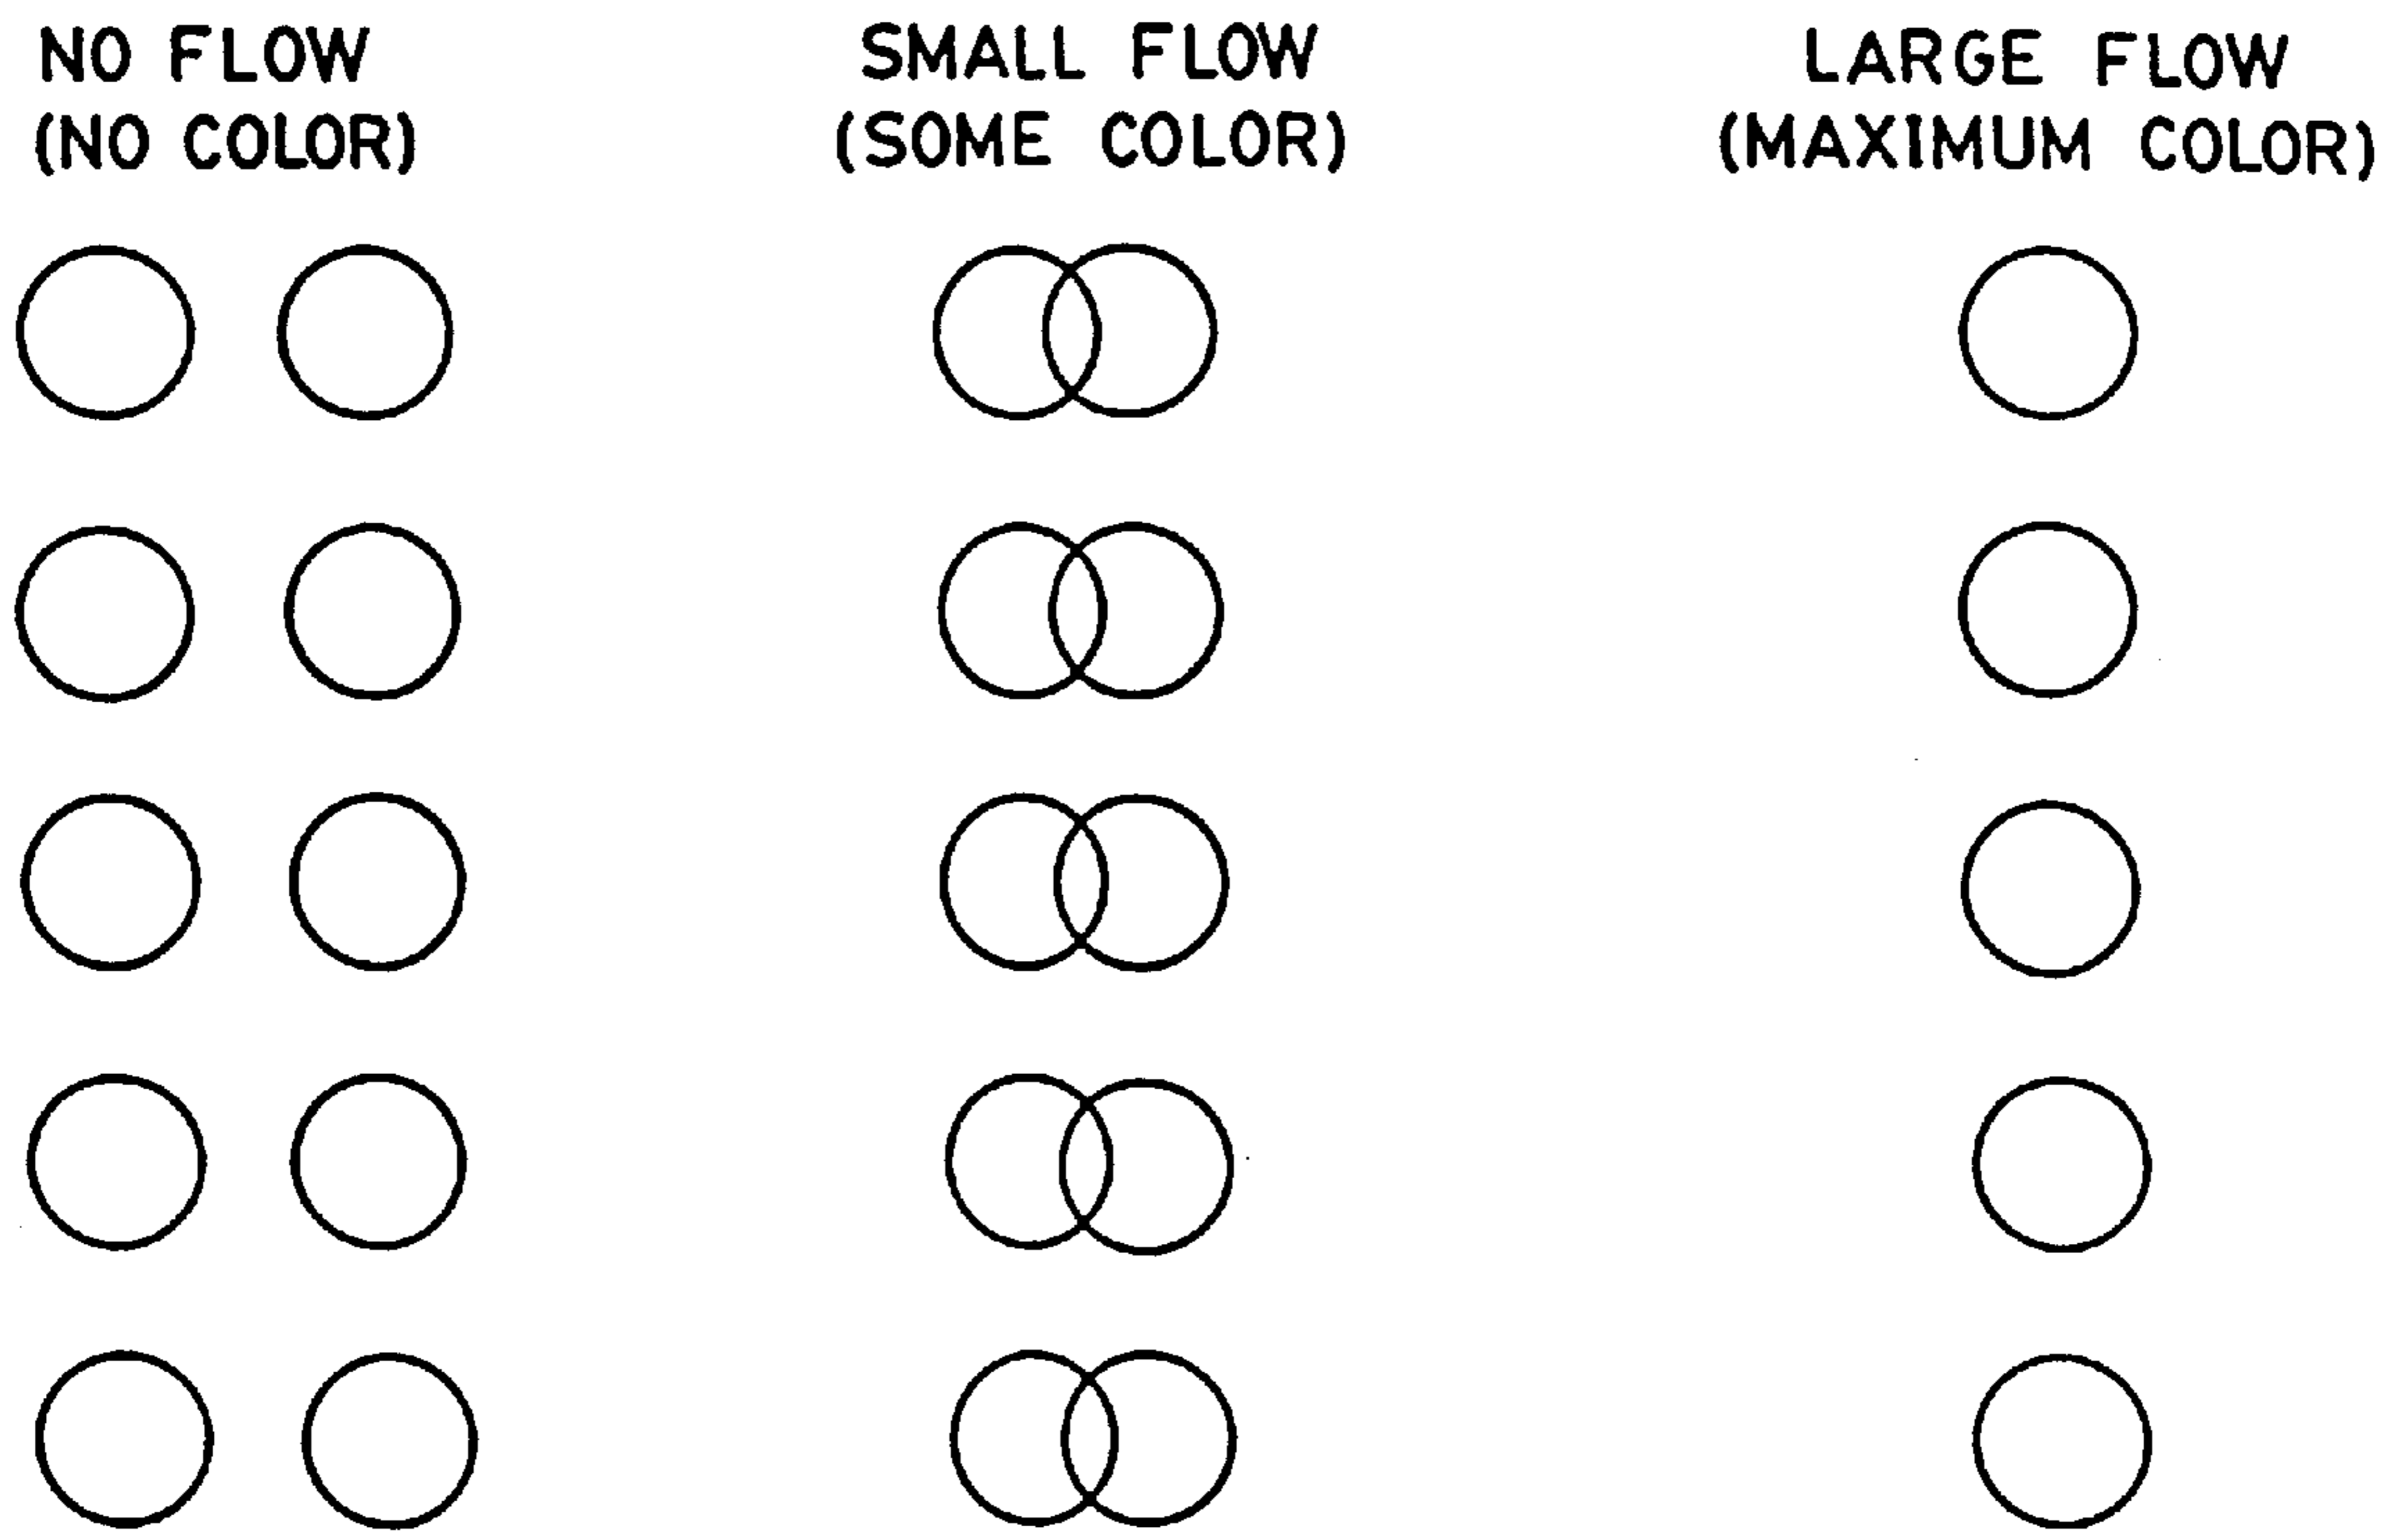 NO FLOW
(NO COLOR)
SMALL FLOW
(SOME COLOR)
LARGE FLOW
(MAXIMUM COLOR)